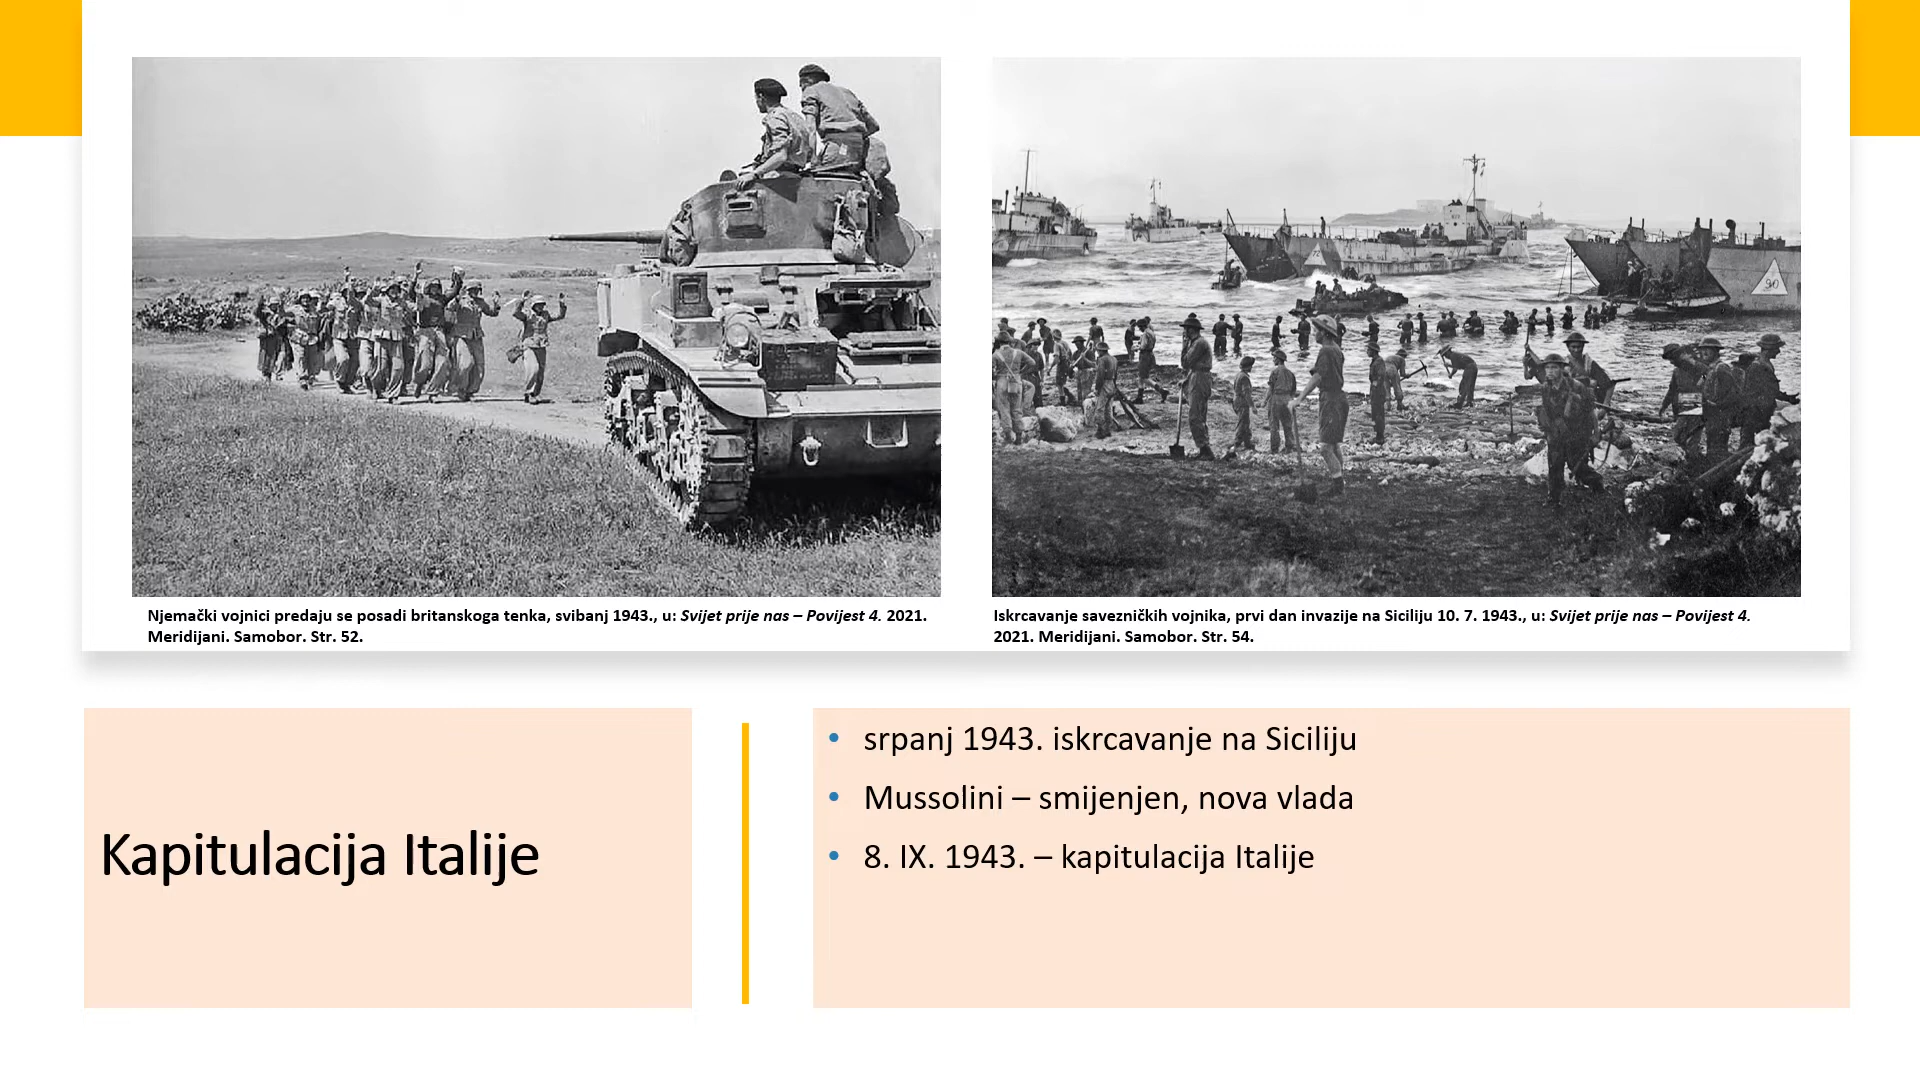 90
Njemački vojnici predaju se posadi britanskoga tenka, svibanj 1943., u: Svijet prije nas – Povijest 4. 2021.
Meridijani. Samobor. Str. 52.
Iskrcavanje savezničkih vojnika, prvi dan invazije na Siciliju 10. 7. 1943., u: Svijet prije nas – Povijest 4.
2021. Meridijani. Samobor. Str. 54.
Kapitulacija Italije
• srpanj 1943. iskrcavanje na Siciliju
• Mussolini – smijenjen, nova vlada
• 8. IX. 1943. – kapitulacija Italije